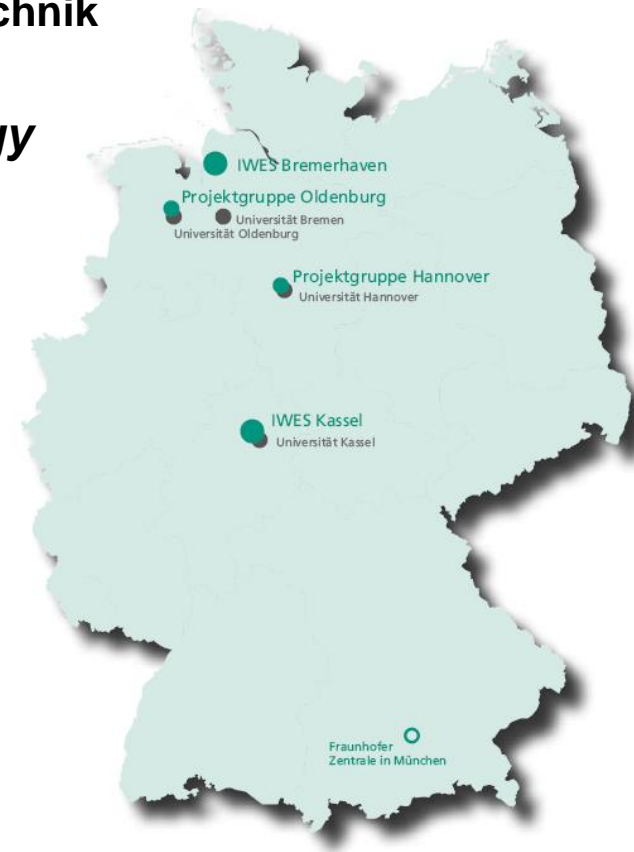 chnik
gy
IWES Bremerhaven
Projektgruppe Oldenburg
Universität Bremen
Universität Oldenburg
Projektgruppe Hannover
Universität Hannover
IWES Kassel
Universität Kassel
Fraunhofer
Zentrale in München